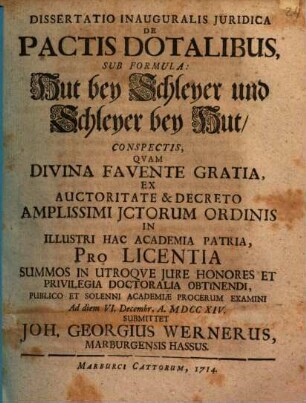 DISSERTATIO INAUGURALIS JURIDICA
DE
PACTIS DOTALIBUS,
SUB FORMULA:
Hut bey Schleyer und
Schleyer bey Hut/
CONSPECTIS,
QVAM
DIVINA FAVENTE GRATIA,
EX
AUCTORITATE & DECRETO
AMPLISSIMI JCTORUM ORDINIS
IN
ILLUSTRI HAC ACADEMIA PATRIA,
PRO LICENTIA
SUMMOS IN UTROQVE JURE HONORES ET
PRIVILEGIA DOCTORALIA OBTINENDI,
PUBLICO ET SOLENNI ACADEMIÆ PROCERUM EXAMINI
Ad diem VI. Decembr. A. MDCCXIV.
SUBMITTET
JOH. GEORGIUS WERNERUS,
MARBURGENSIS HASSUS.
MARBURCI CATTORUM, 1714.